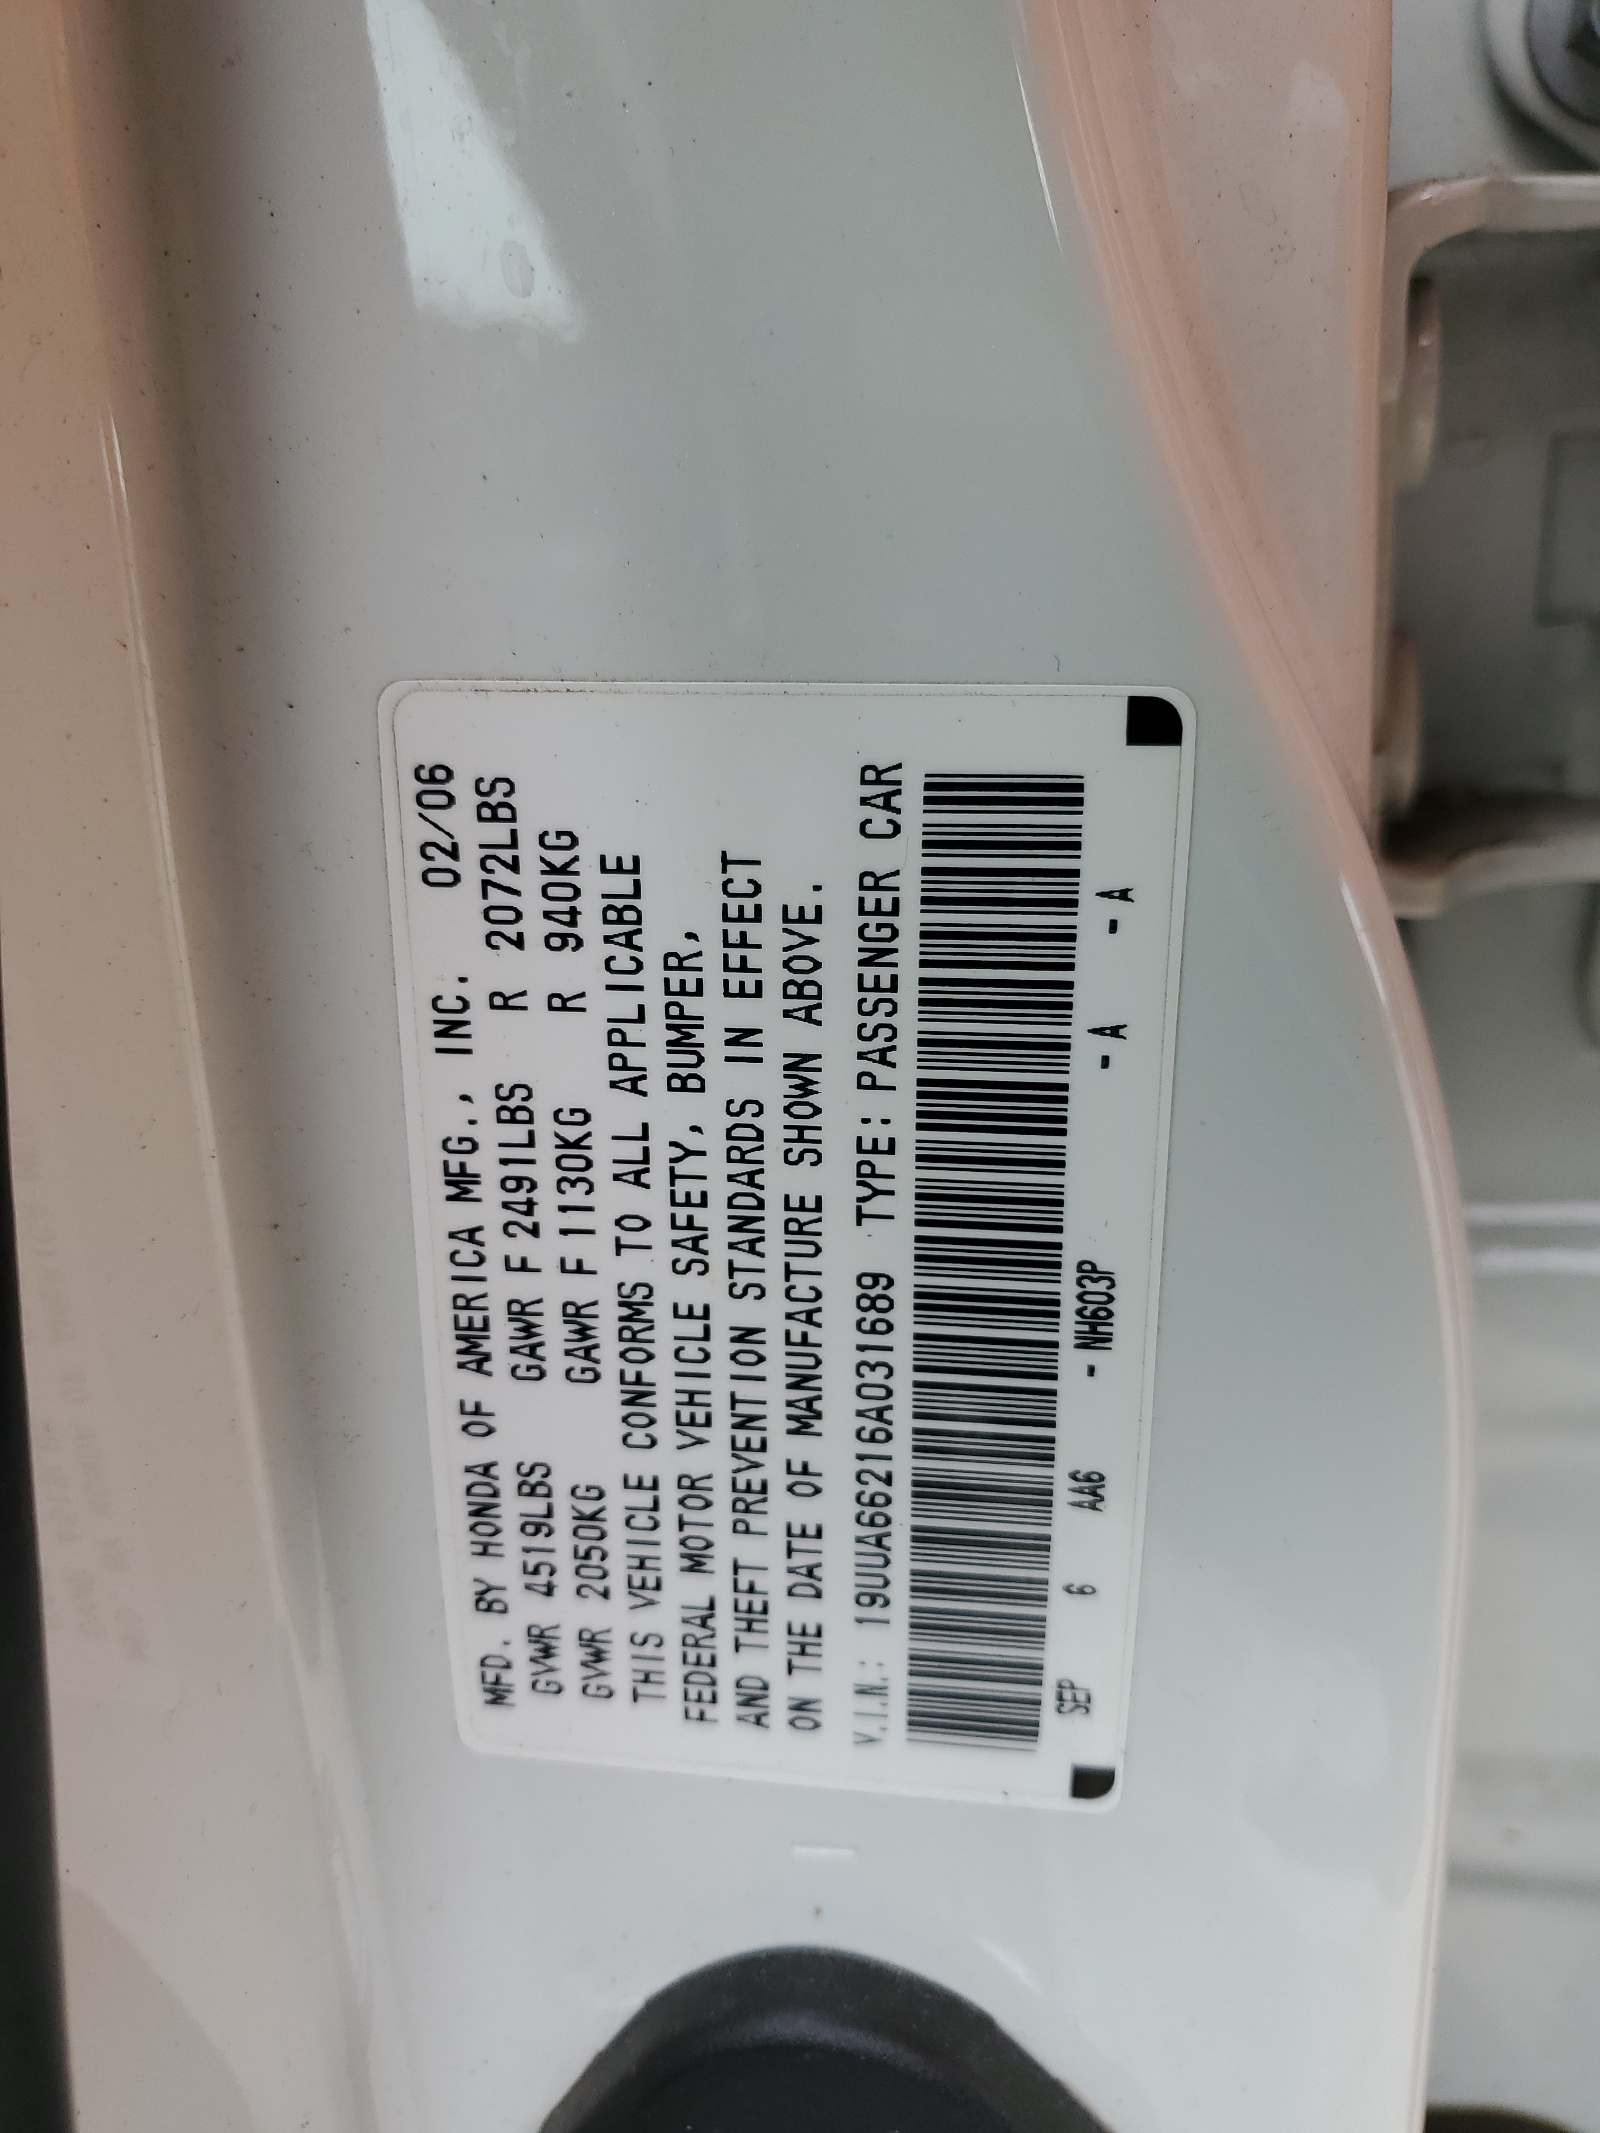 MFD. BY HONDA OF AMERICA MFG., INC. 02/06
GVWR 4519LBS GAWR F 2491LBS R 2072LBS
GVWR 2050KG GAWR F 1130KG R 940KG
THIS VEHICLE CONFORMS TO ALL APPLICABLE
FEDERAL MOTOR VEHICLE SAFETY, BUMPER,
AND THEFT PREVENTION STANDARDS IN EFFECT
ON THE DATE OF MANUFACTURE SHOWN ABOVE.
V.I.N.: 19UUA66216A031689 TYPE: PASSENGER CAR
SEP 6 AA6 - NH603P - A - A